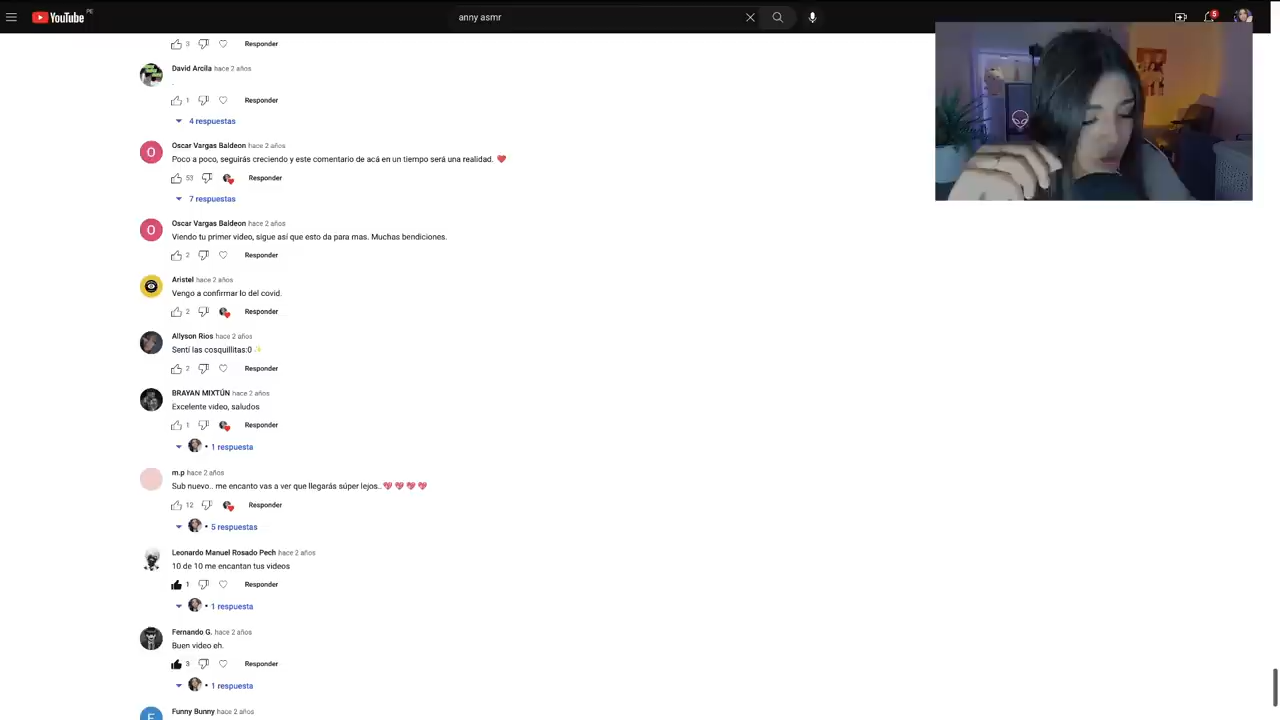 YouTube PE
anny asmr
5
3 Responder
David Arcila hace 2 años
.
1 Responder
4 respuestas
O
Oscar Vargas Baldeon hace 2 años
Poco a poco, seguirás creciendo y este comentario de acá en un tiempo será una realidad. ❤️
53 Responder
7 respuestas
O
Oscar Vargas Baldeon hace 2 años
Viendo tu primer video, sigue así que esto da para mas. Muchas bendiciones.
2 Responder
Aristel hace 2 años
Vengo a confirmar lo del covid.
2 Responder
Allyson Rios hace 2 años
Sentí las cosquillitas:0 ✨
2 Responder
BRAYAN MIXTÚN hace 2 años
Excelente video, saludos
1 Responder
• 1 respuesta
m.p hace 2 años
Sub nuevo.. me encanto vas a ver que llegarás súper lejos..💖 💖 💖 💖
12 Responder
• 5 respuestas
Leonardo Manuel Rosado Pech hace 2 años
10 de 10 me encantan tus videos
1 Responder
• 1 respuesta
Fernando G. hace 2 años
Buen video eh.
3 Responder
• 1 respuesta
Funny Bunny hace 2 años